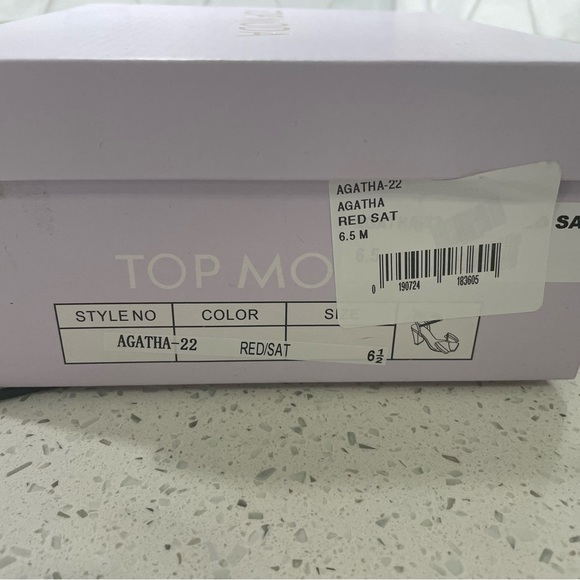 AGATHA-22
AGATHA
RED SAT
6.5 M
0 190724 183605
SA
TOP MO
STYLE NO COLOR SIZE
AGATHA-22 RED/SAT 6½